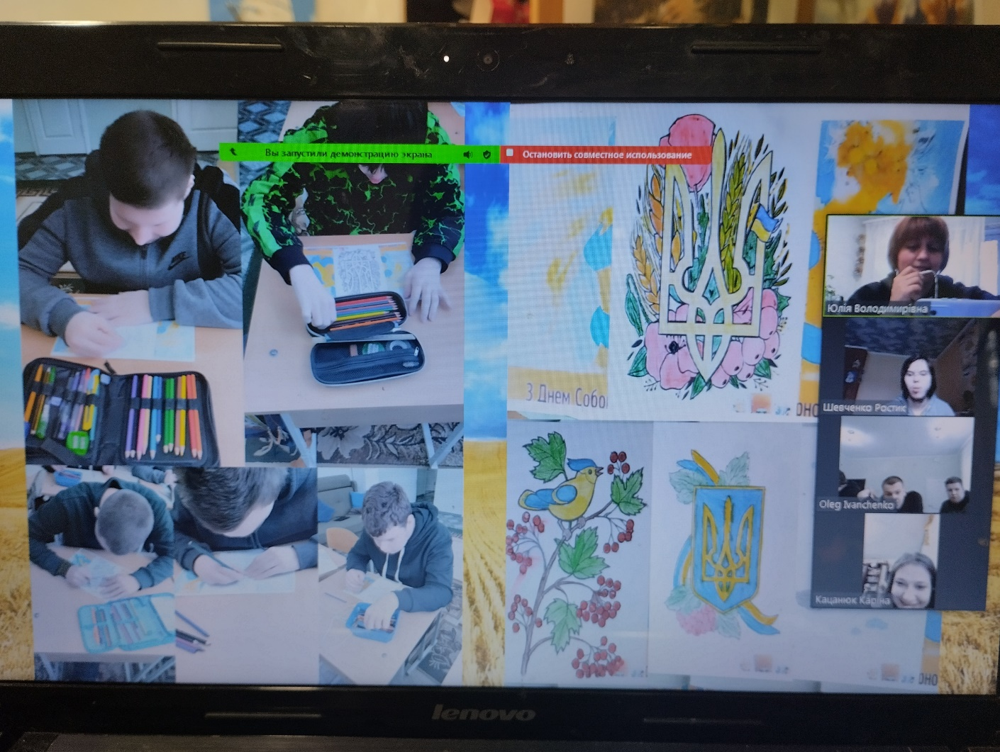 Вы запустили демонстрацию экрана
Остановить совместное использование
З Днем Собо
Юлія Володимирівна
Шевченко Ростик
Oleg Ivanchenko
Кацанюк Каріна
lenovo